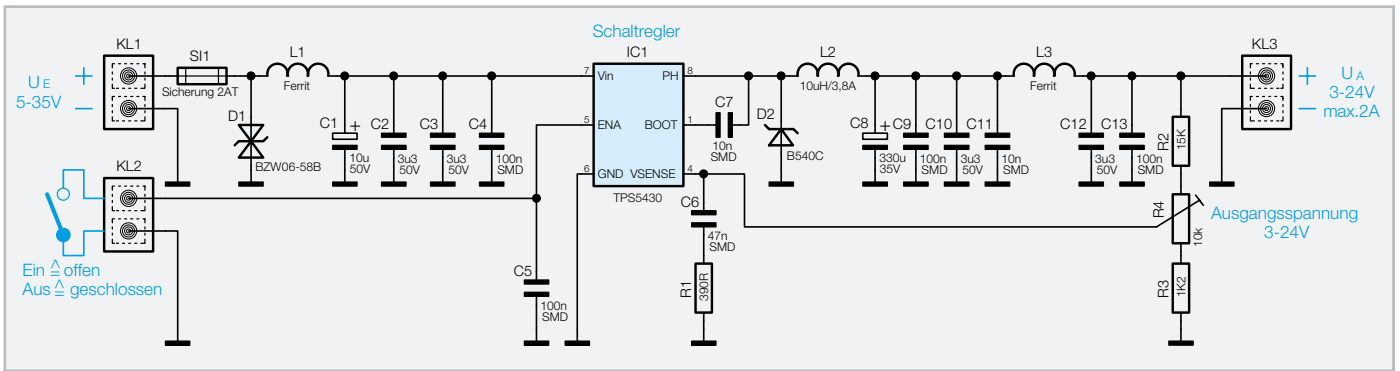 Schaltregler
KL1
SI1
L1
IC1
L2
L3
KL3
UE
5-35V
+
−
Sicherung 2AT
Ferrit
7
Vin
PH
8
10uH/3,8A
Ferrit
+
−
UA
3-24V
max.2A
D1
BZW06-58B
C1
+
10u
50V
C2
3u3
50V
C3
3u3
50V
C4
100n
SMD
5
ENA
BOOT
1
C7
10n
SMD
D2
B540C
C8
+
330u
35V
C9
100n
SMD
C10
3u3
50V
C11
10n
SMD
C12
3u3
50V
C13
100n
SMD
R2
15K
6
GND
VSENSE
4
TPS5430
KL2
C6
47n
SMD
R4
10k
Ausgangsspannung
3-24V
Ein ≙ offen
Aus ≙ geschlossen
C5
100n
SMD
R1
390R
R3
1K2